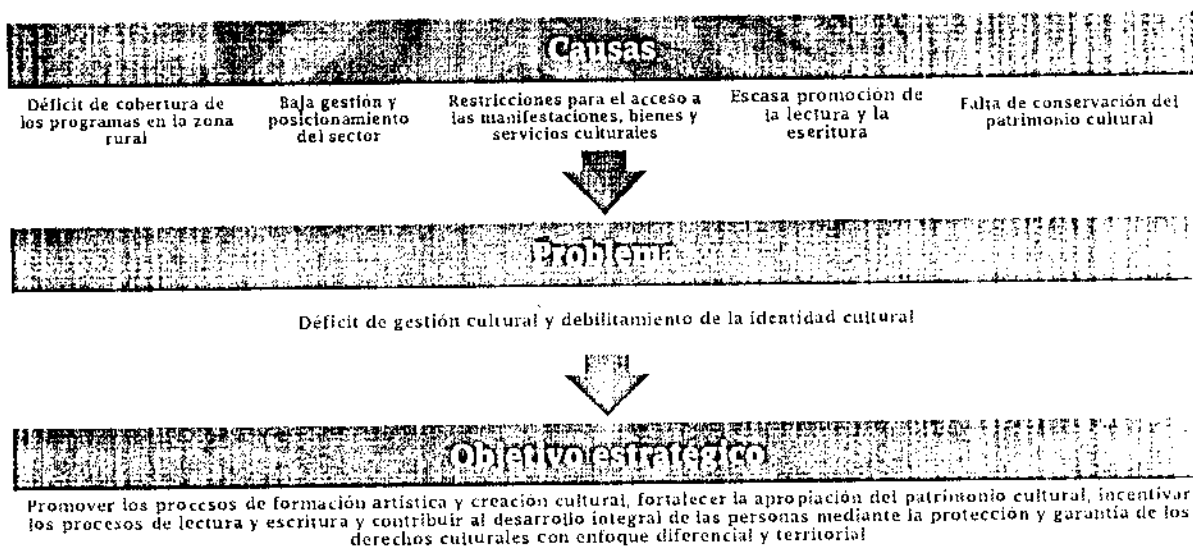 Causas
Déficit de cobertura de
los programas en la zona
rural
Baja gestión y
posicionamiento
del sector
Restricciones para el acceso a
las manifestaciones, bienes y
servicios culturales
Escasa promoción de
la lectura y la
escritura
Falta de conservación del
patrimonio cultural
Problema
Déficit de gestión cultural y debilitamiento de la identidad cultural
Objetivo estratégico
Promover los procesos de formación artística y creación cultural, fortalecer la apropiación del patrimonio cultural, incentivar
los procesos de lectura y escritura y contribuir al desarrollo integral de las personas mediante la protección y garantía de los
derechos culturales con enfoque diferencial y territorial